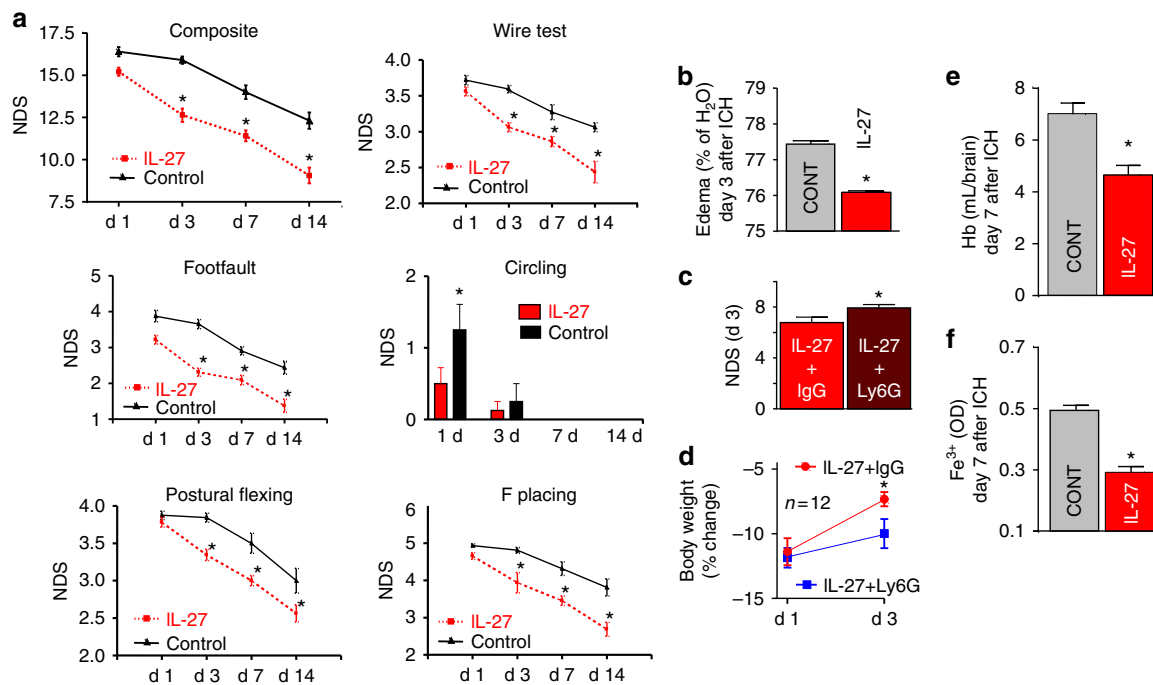 a
Composite
NDS
17.5
15.0
12.5
10.0
7.5
*
*
*
IL-27
Control
d 1 d 3 d 7 d 14
Wire test
NDS
4.0
3.5
3.0
2.5
2.0
*
*
*
IL-27
Control
d 1 d 3 d 7 d 14
Footfault
NDS
5
4
3
2
1
*
*
*
IL-27
Control
d 1 d 3 d 7 d 14
Circling
NDS
2
1
0
*
IL-27
Control
1 d 3 d 7 d 14 d
Postural flexing
NDS
4.0
3.5
3.0
2.5
2.0
*
*
*
IL-27
Control
d 1 d 3 d 7 d 14
F placing
NDS
6
5
4
3
2
*
*
*
IL-27
Control
d 1 d 3 d 7 d 14
b
Edema (% of H₂O)
day 3 after ICH
79
78
77
76
75
CONT
IL-27
*
c
NDS (d 3)
8
6
4
2
0
*
IL-27
+
IgG
IL-27
+
Ly6G
d
Body weight
(% change)
−5
−10
−15
IL-27+IgG
*
n=12
IL-27+Ly6G
d 1 d 3
e
Hb (mL/brain)
day 7 after ICH
8
6
4
2
0
CONT
*
IL-27
f
Fe³⁺ (OD)
day 7 after ICH
0.7
0.5
0.3
0.1
CONT
*
IL-27